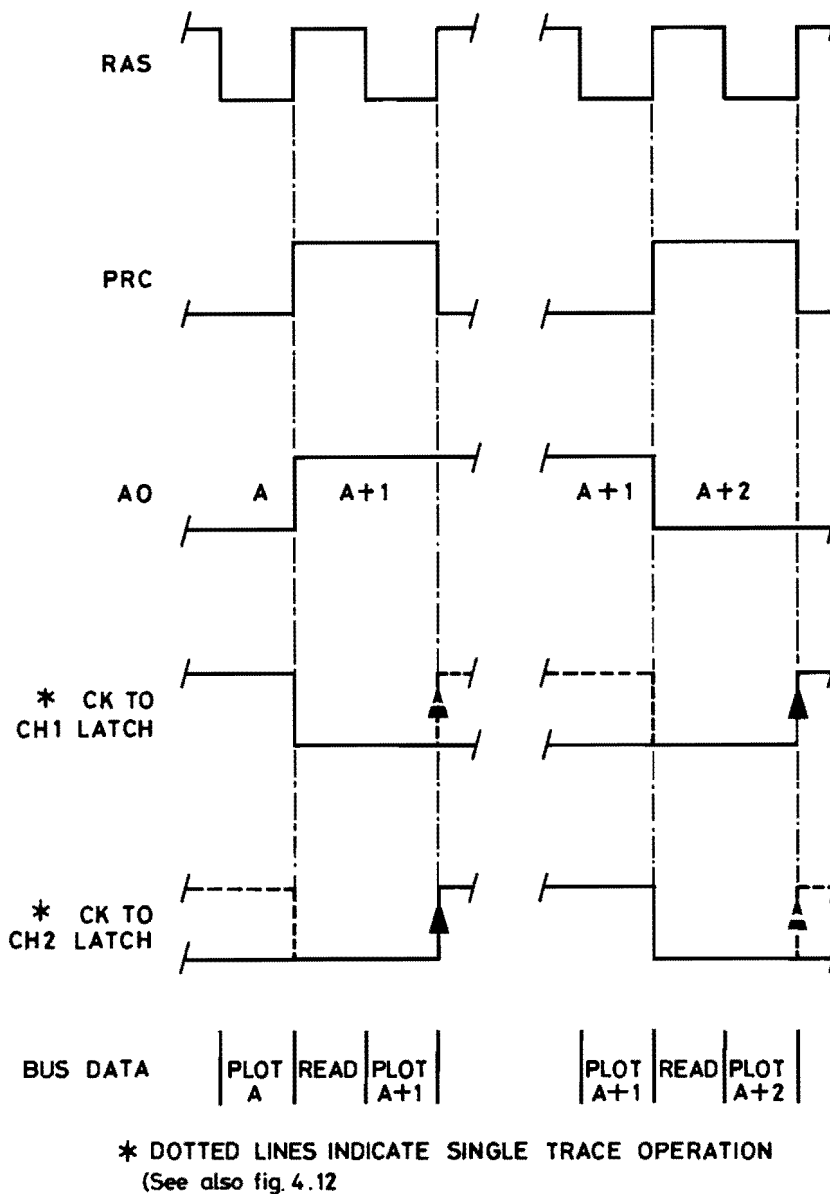 RAS
PRC
AO
A
A+1
A+1
A+2
* CK TO
CH1 LATCH
* CK TO
CH2 LATCH
BUS DATA
PLOT
A
READ
PLOT
A+1
PLOT
A+1
READ
PLOT
A+2
* DOTTED LINES INDICATE SINGLE TRACE OPERATION
(See also fig. 4.12